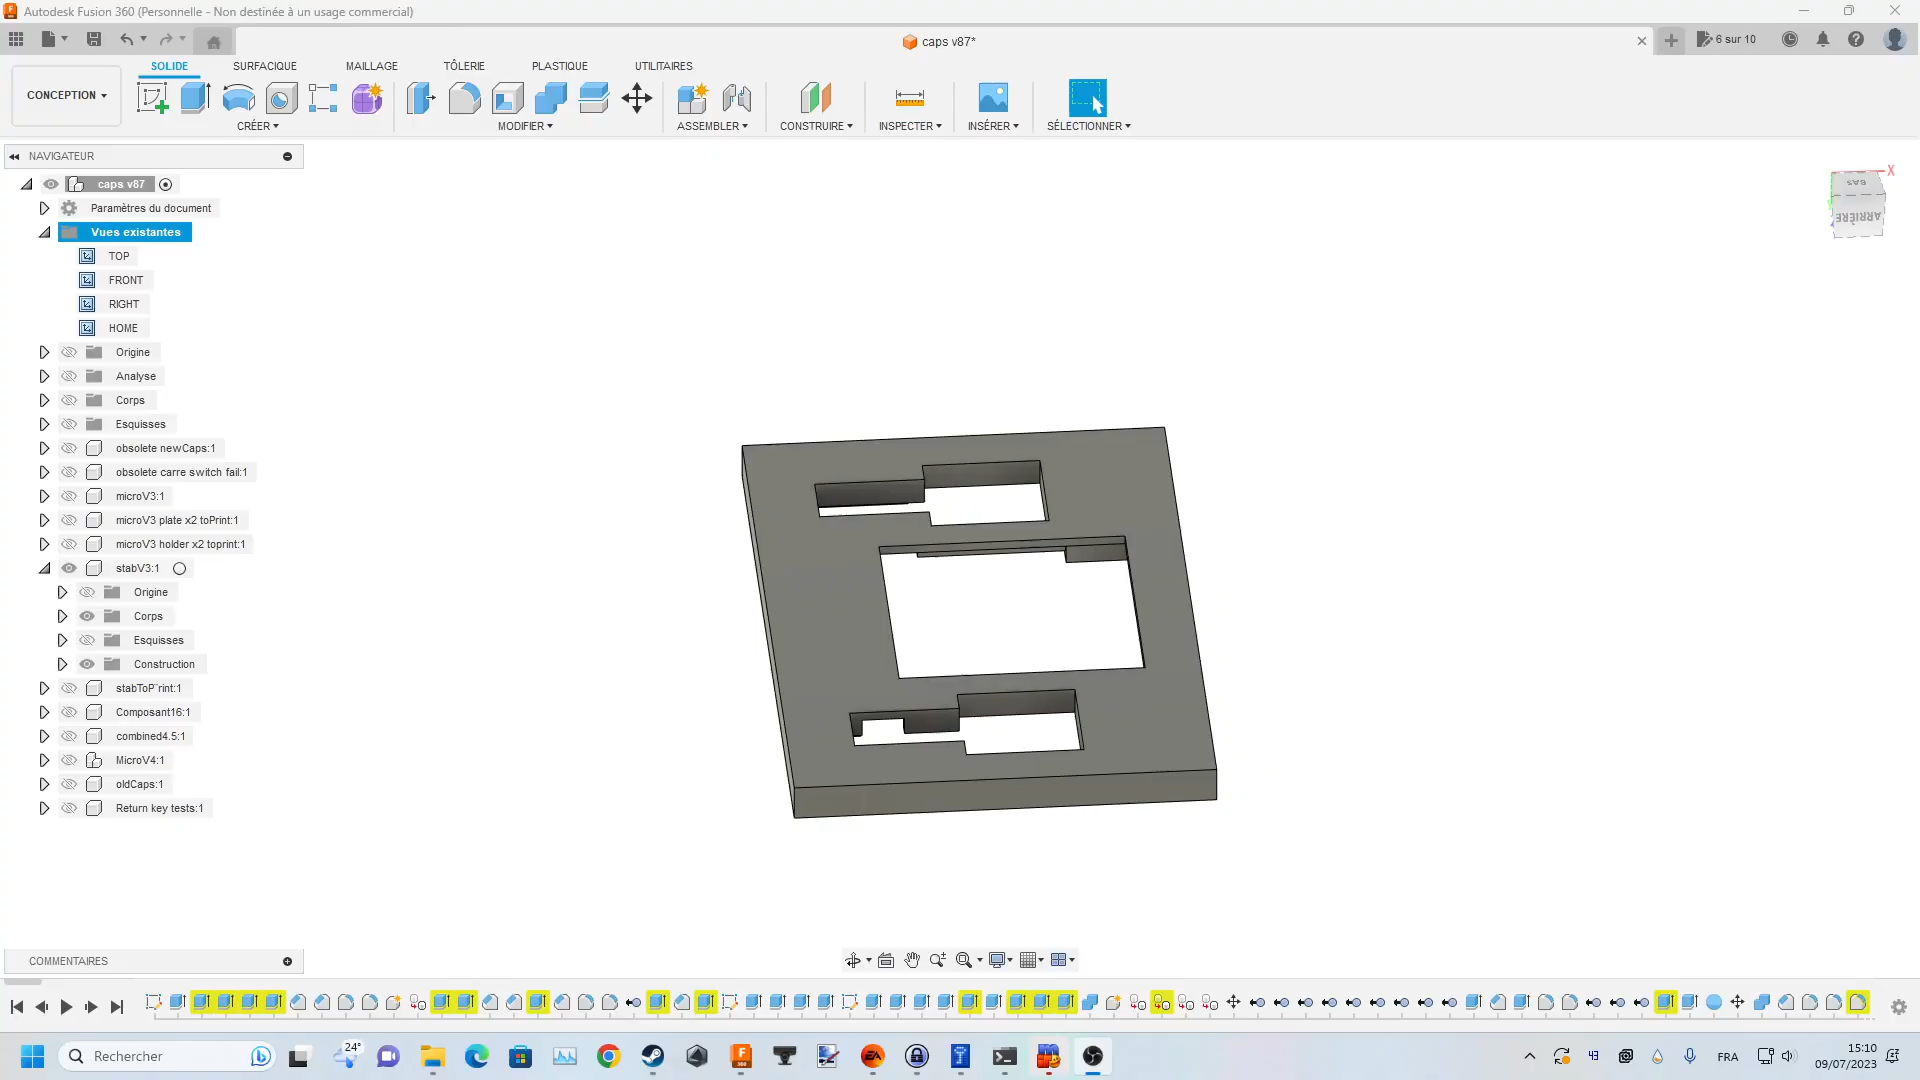 Autodesk Fusion 360 (Personnelle - Non destinée à un usage commercial)
caps v87*
6 sur 10
SOLIDE
SURFACIQUE
MAILLAGE
TÔLERIE
PLASTIQUE
UTILITAIRES
CONCEPTION
CRÉER
MODIFIER
ASSEMBLER
CONSTRUIRE
INSPECTER
INSÉRER
SÉLECTIONNER
NAVIGATEUR
caps v87
Paramètres du document
Vues existantes
TOP
FRONT
RIGHT
HOME
Origine
Analyse
Corps
Esquisses
obsolete newCaps:1
obsolete carre switch fail:1
microV3:1
microV3 plate x2 toPrint:1
microV3 holder x2 toprint:1
stabV3:1
Origine
Corps
Esquisses
Construction
stabToP¨rint:1
Composant16:1
combined4.5:1
MicroV4:1
oldCaps:1
Return key tests:1
X
BAS
ARRIÈRE
COMMENTAIRES
Rechercher
24°
FRA
15:10
09/07/2023